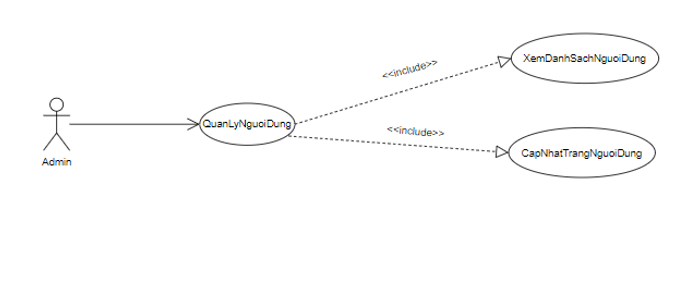 XemDanhSachNguoiDung
<<include>>
QuanLyNguoiDung
<<include>>
CapNhatTrangNguoiDung
Admin